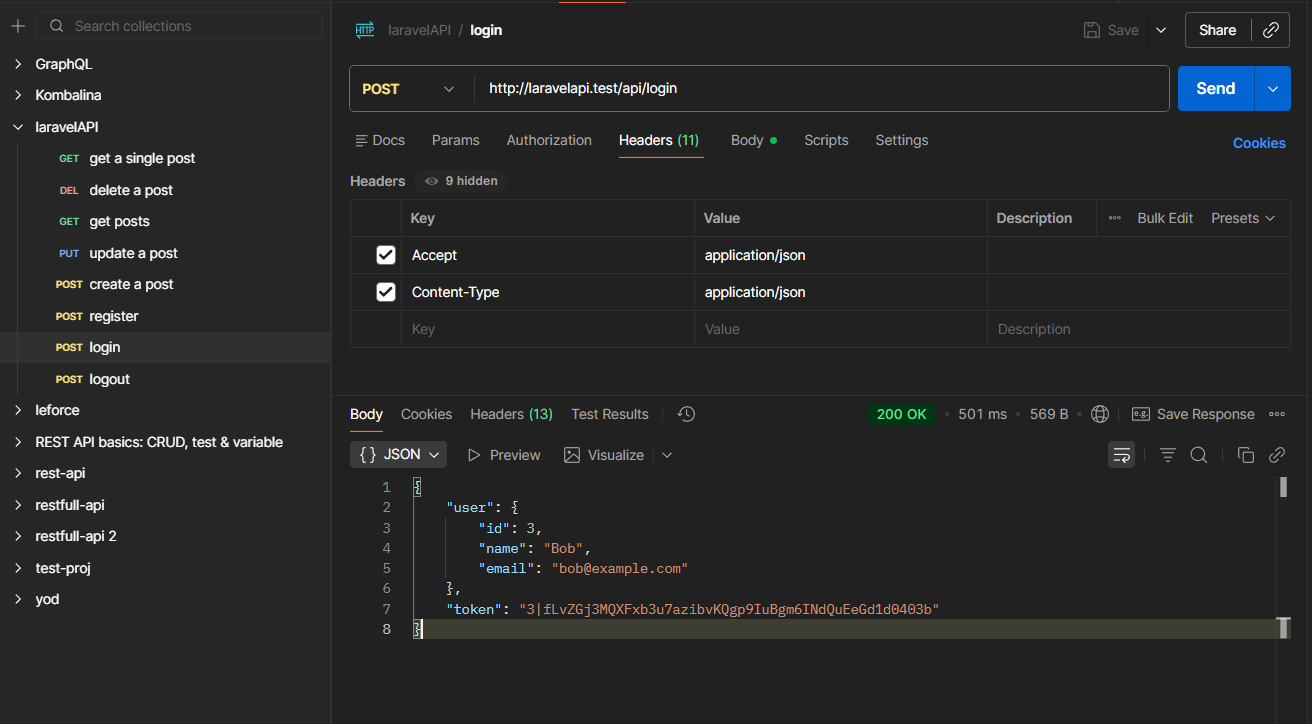 Search collections
GraphQL
Kombalina
laravelAPI
GET get a single post
DEL delete a post
GET get posts
PUT update a post
POST create a post
POST register
POST login
POST logout
leforce
REST API basics: CRUD, test & variable
rest-api
restfull-api
restfull-api 2
test-proj
yod
HTTP laravelAPI / login
Save Share
POST http://laravelapi.test/api/login Send
Docs Params Authorization Headers (11) Body Scripts Settings Cookies
Headers 9 hidden
Key Value Description Bulk Edit Presets
Accept application/json
Content-Type application/json
Key Value Description
Body Cookies Headers (13) Test Results 200 OK 501 ms 569 B e.g. Save Response
{} JSON Preview Visualize
1 {
2 "user": {
3 "id": 3,
4 "name": "Bob",
5 "email": "bob@example.com"
6 },
7 "token": "3|fLvZGj3MQXFxb3u7azibvKQgp9IuBgm6INdQuEeGd1d0403b"
8 }